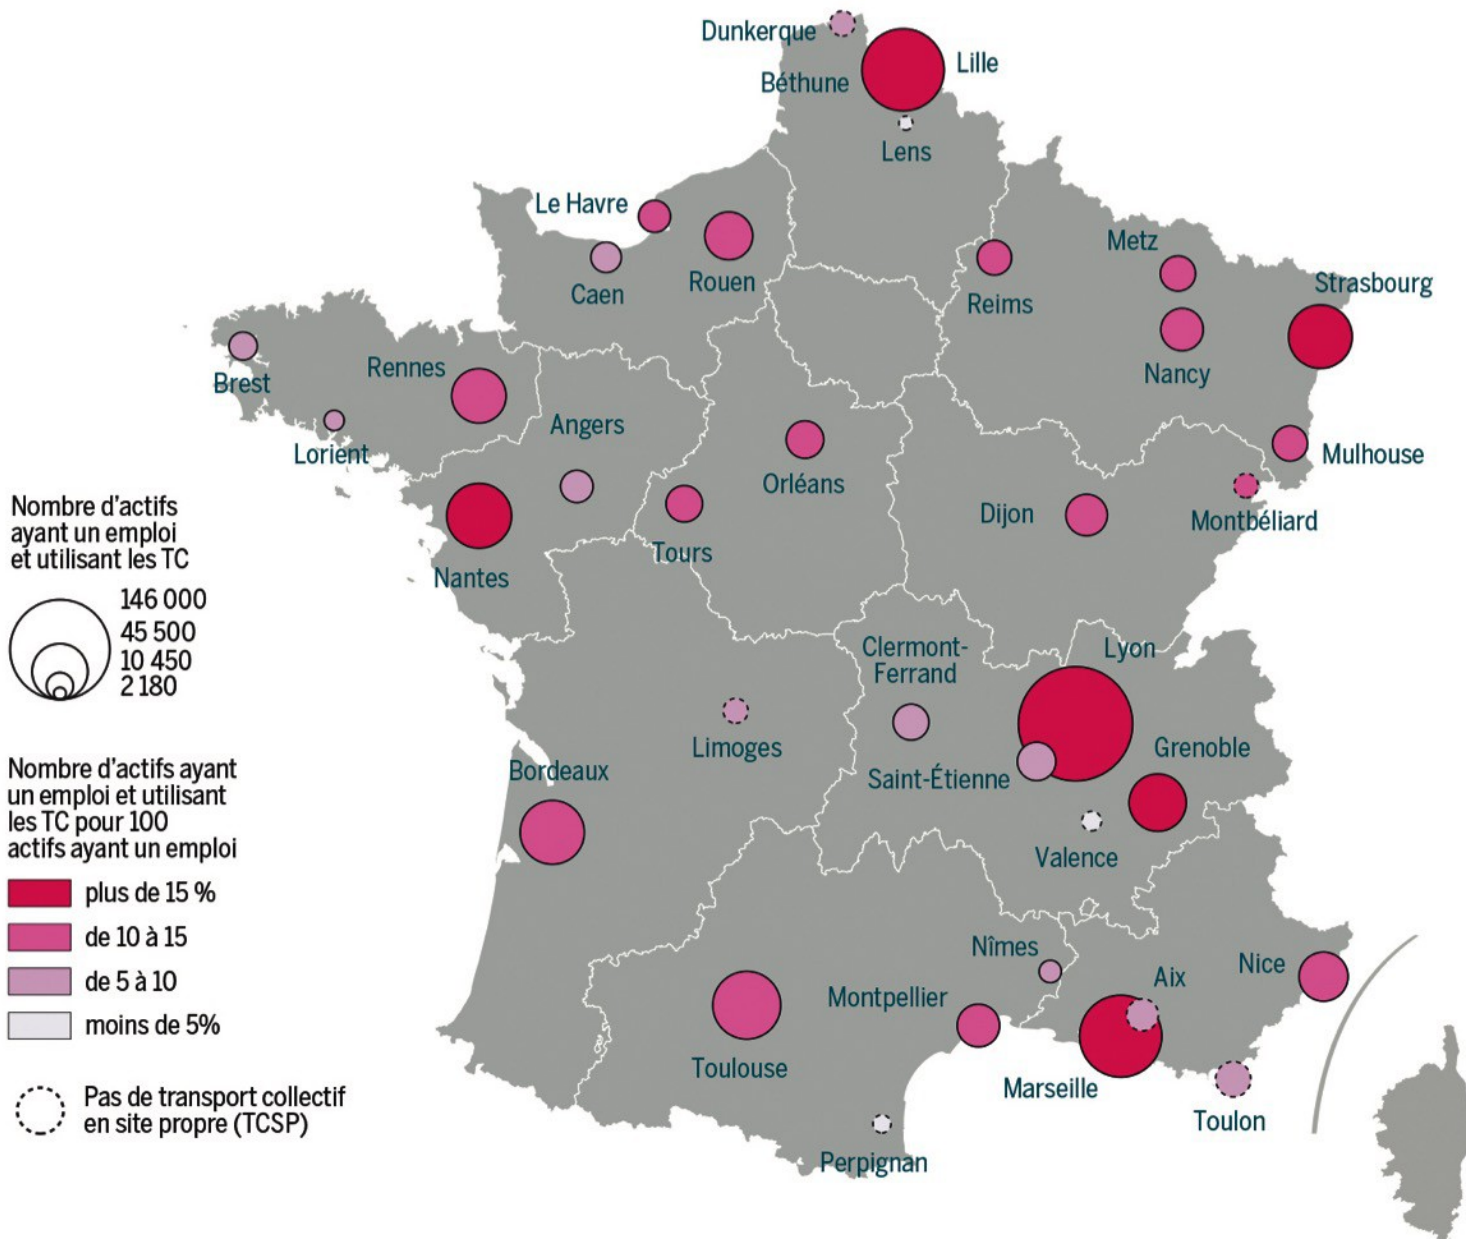 Dunkerque
Lille
Béthune
Lens
Le Havre
Rouen
Caen
Metz
Reims
Strasbourg
Nancy
Brest
Rennes
Lorient
Angers
Orléans
Mulhouse
Dijon
Montbéliard
Tours
Nantes
Nombre d'actifs
ayant un emploi
et utilisant les TC
146 000
45 500
10 450
2 180
Clermont-
Ferrand
Lyon
Limoges
Grenoble
Saint-Étienne
Bordeaux
Valence
Nombre d'actifs ayant
un emploi et utilisant
les TC pour 100
actifs ayant un emploi
plus de 15 %
de 10 à 15
de 5 à 10
moins de 5%
Pas de transport collectif
en site propre (TCSP)
Nîmes
Aix
Nice
Montpellier
Toulouse
Marseille
Toulon
Perpignan